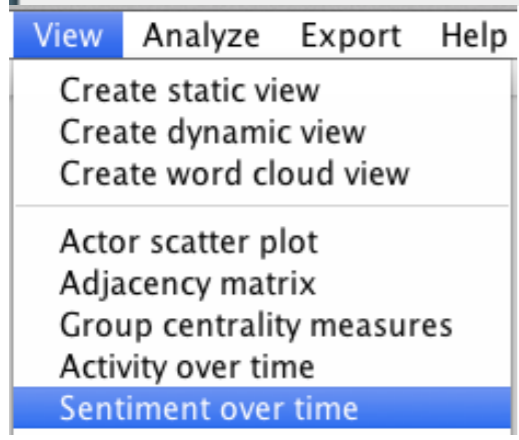 View Analyze Export Help
Create static view
Create dynamic view
Create word cloud view
Actor scatter plot
Adjacency matrix
Group centrality measures
Activity over time
Sentiment over time